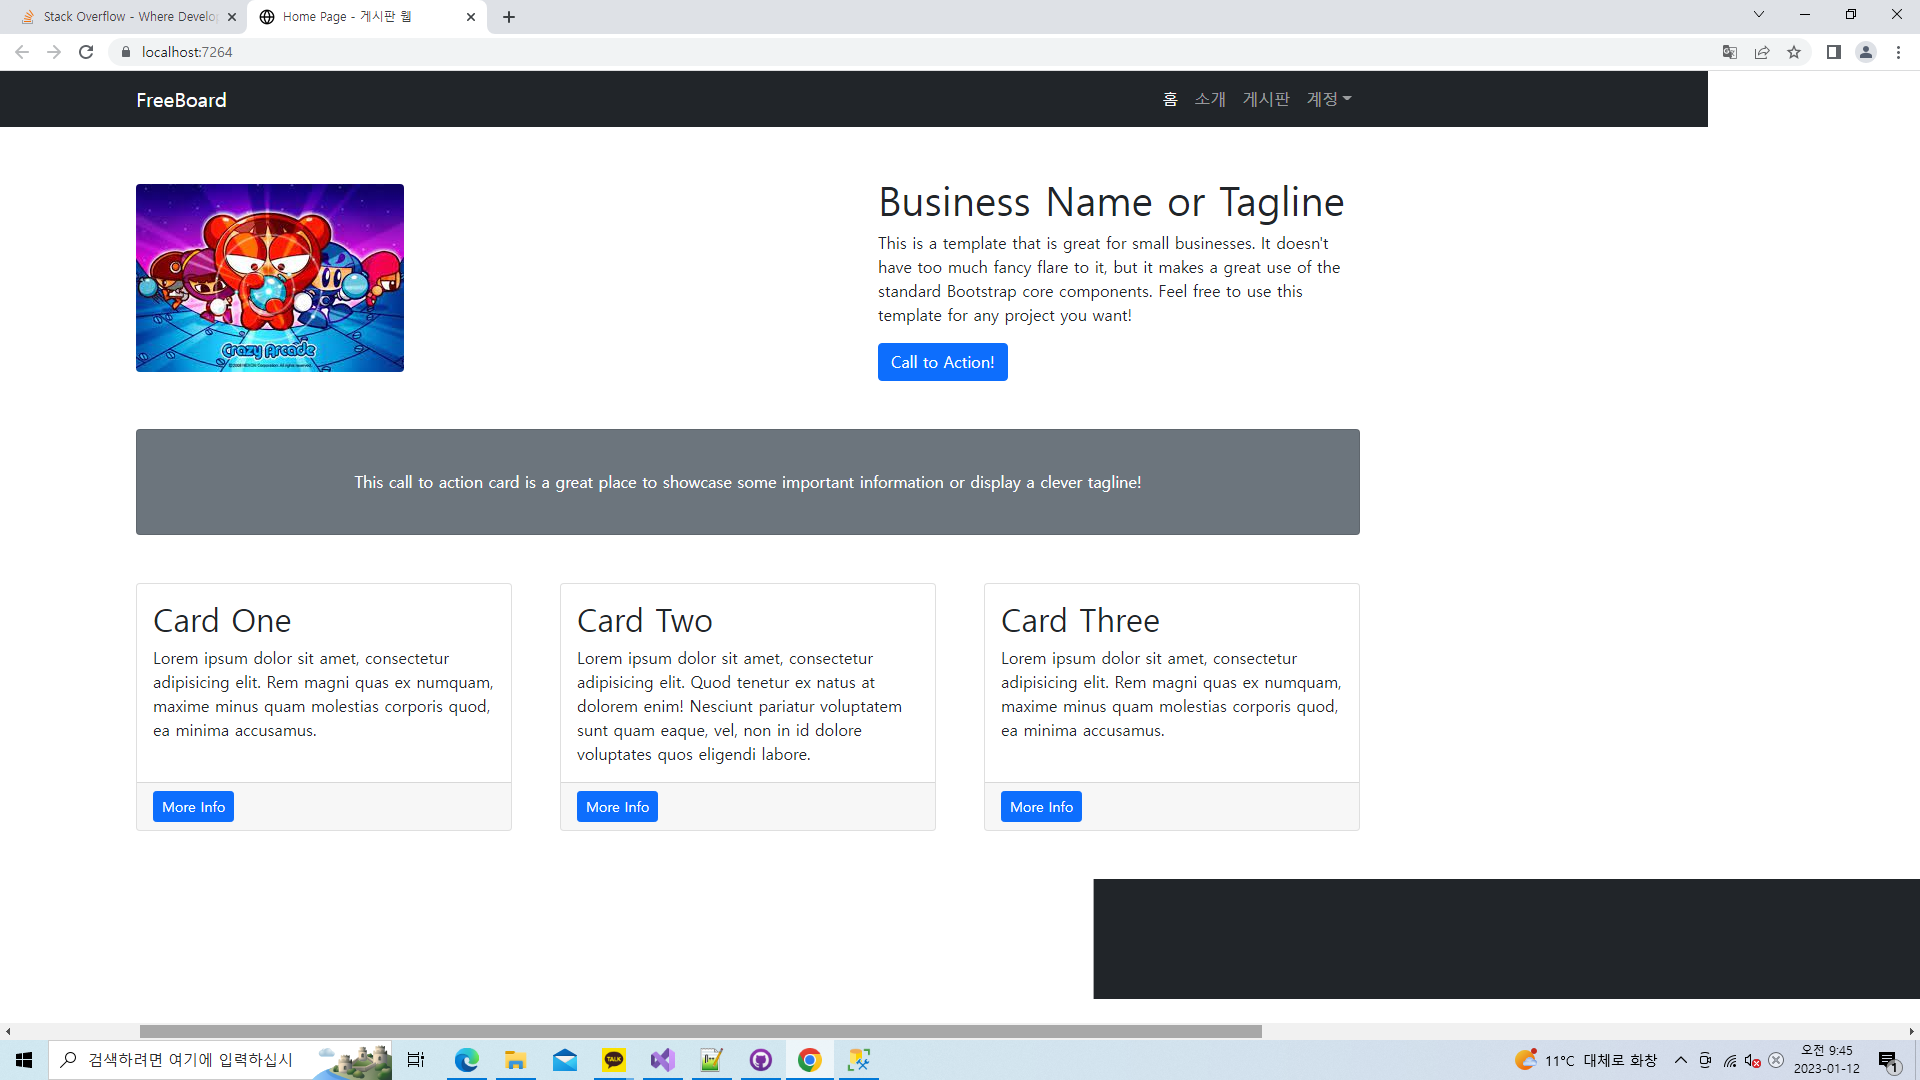 Stack Overflow - Where Develo
Home Page - 게시판 웹
localhost:7264
FreeBoard
홈 소개 게시판 계정
Crazy Arcade
Business Name or Tagline
This is a template that is great for small businesses. It doesn't
have too much fancy flare to it, but it makes a great use of the
standard Bootstrap core components. Feel free to use this
template for any project you want!
Call to Action!
This call to action card is a great place to showcase some important information or display a clever tagline!
Card One
Lorem ipsum dolor sit amet, consectetur
adipisicing elit. Rem magni quas ex numquam,
maxime minus quam molestias corporis quod,
ea minima accusamus.
More Info
Card Two
Lorem ipsum dolor sit amet, consectetur
adipisicing elit. Quod tenetur ex natus at
dolorem enim! Nesciunt pariatur voluptatem
sunt quam eaque, vel, non in id dolore
voluptates quos eligendi labore.
More Info
Card Three
Lorem ipsum dolor sit amet, consectetur
adipisicing elit. Rem magni quas ex numquam,
maxime minus quam molestias corporis quod,
ea minima accusamus.
More Info
검색하려면 여기에 입력하십시
TALK
11°C 대체로 화창
오전 9:45
2023-01-12
1